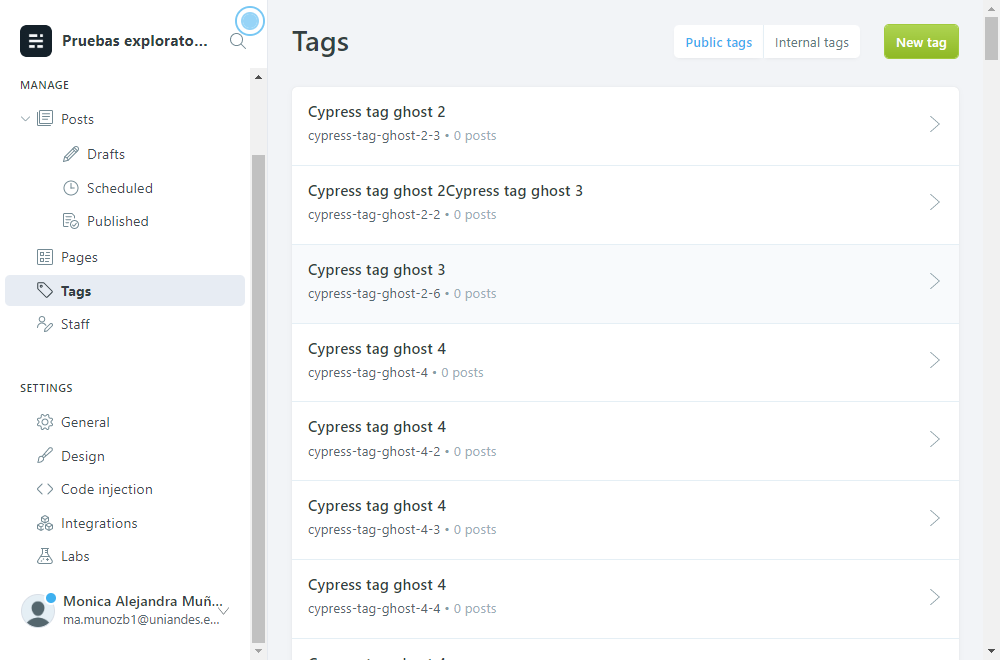 Pruebas explorato...
MANAGE
Posts
Drafts
Scheduled
Published
Pages
Tags
Staff
SETTINGS
General
Design
Code injection
Integrations
Labs
Monica Alejandra Muñ...
ma.munozb1@uniandes.e...
Tags
Public tags
Internal tags
New tag
Cypress tag ghost 2
cypress-tag-ghost-2-3 • 0 posts
Cypress tag ghost 2Cypress tag ghost 3
cypress-tag-ghost-2-2 • 0 posts
Cypress tag ghost 3
cypress-tag-ghost-2-6 • 0 posts
Cypress tag ghost 4
cypress-tag-ghost-4 • 0 posts
Cypress tag ghost 4
cypress-tag-ghost-4-2 • 0 posts
Cypress tag ghost 4
cypress-tag-ghost-4-3 • 0 posts
Cypress tag ghost 4
cypress-tag-ghost-4-4 • 0 posts